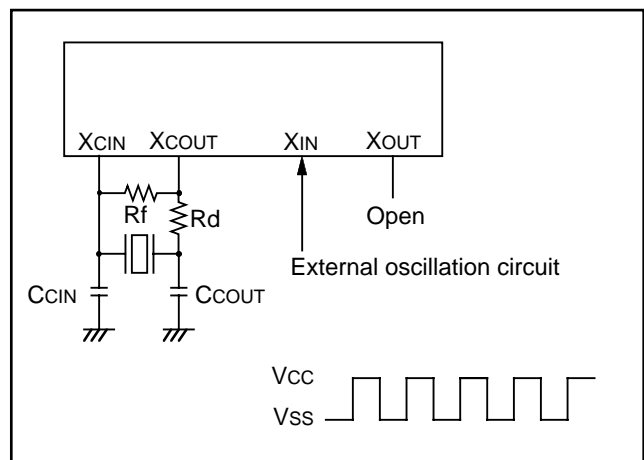 XCIN XCOUT XIN XOUT
Rf Rd Open
External oscillation circuit
CCIN CCOUT
VCC
VSS